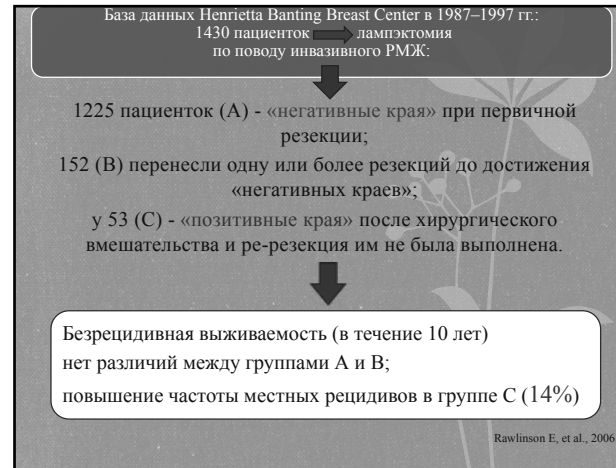 База данных Henrietta Banting Breast Center в 1987–1997 гг.:
1430 пациенток лампэктомия
по поводу инвазивного РМЖ:
1225 пациенток (А) - «негативные края» при первичной
резекции;
152 (В) перенесли одну или более резекций до достижения
«негативных краев»;
у 53 (С) - «позитивные края» после хирургического
вмешательства и ре-резекция им не была выполнена.
Безрецидивная выживаемость (в течение 10 лет)
нет различий между группами А и В;
повышение частоты местных рецидивов в группе С (14%)
Rawlinson E, et al., 2006